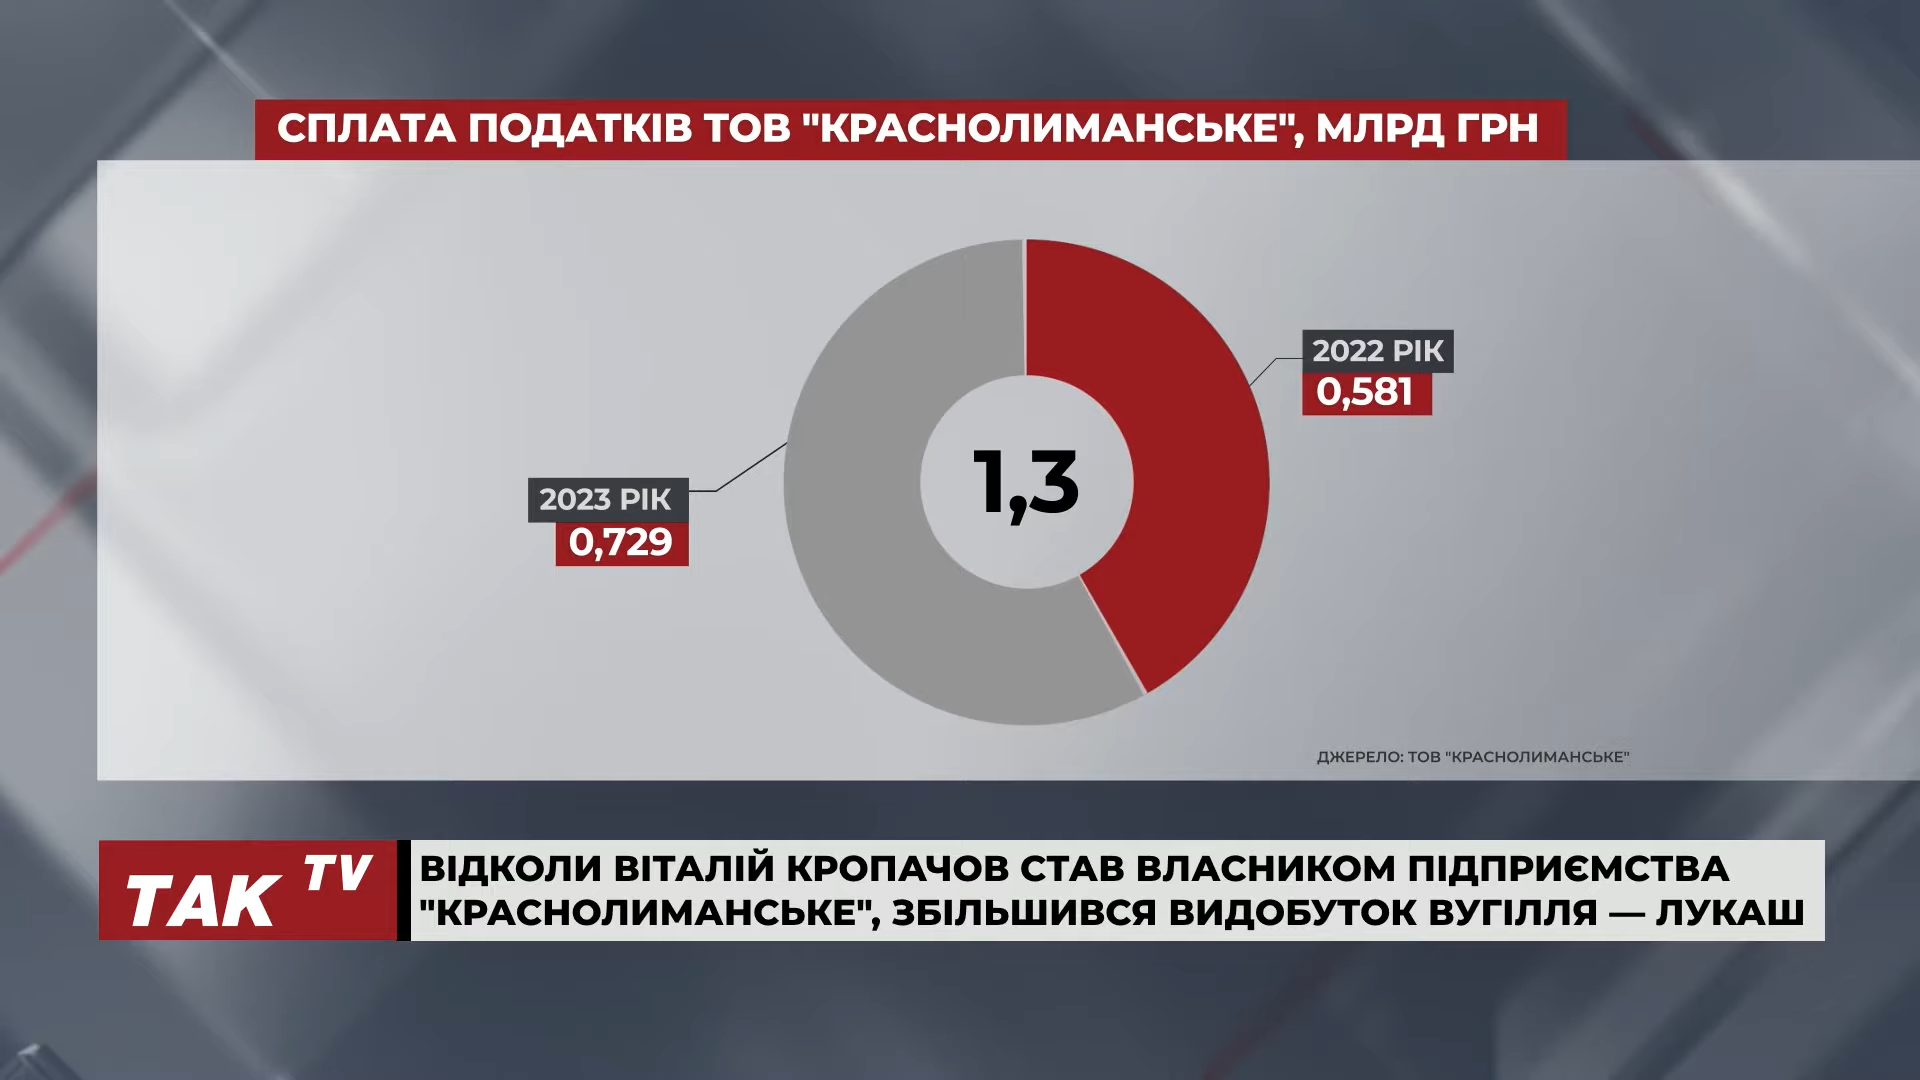 СПЛАТА ПОДАТКІВ ТОВ "КРАСНОЛИМАНСЬКЕ", МЛРД ГРН
2022 РІК
0,581
1,3
2023 РІК
0,729
ДЖЕРЕЛО: ТОВ "КРАСНОЛИМАНСЬКЕ"
ТАК TV
ВІДКОЛИ ВІТАЛІЙ КРОПАЧОВ СТАВ ВЛАСНИКОМ ПІДПРИЄМСТВА
"КРАСНОЛИМАНСЬКЕ", ЗБІЛЬШИВСЯ ВИДОБУТОК ВУГІЛЛЯ — ЛУКАШ